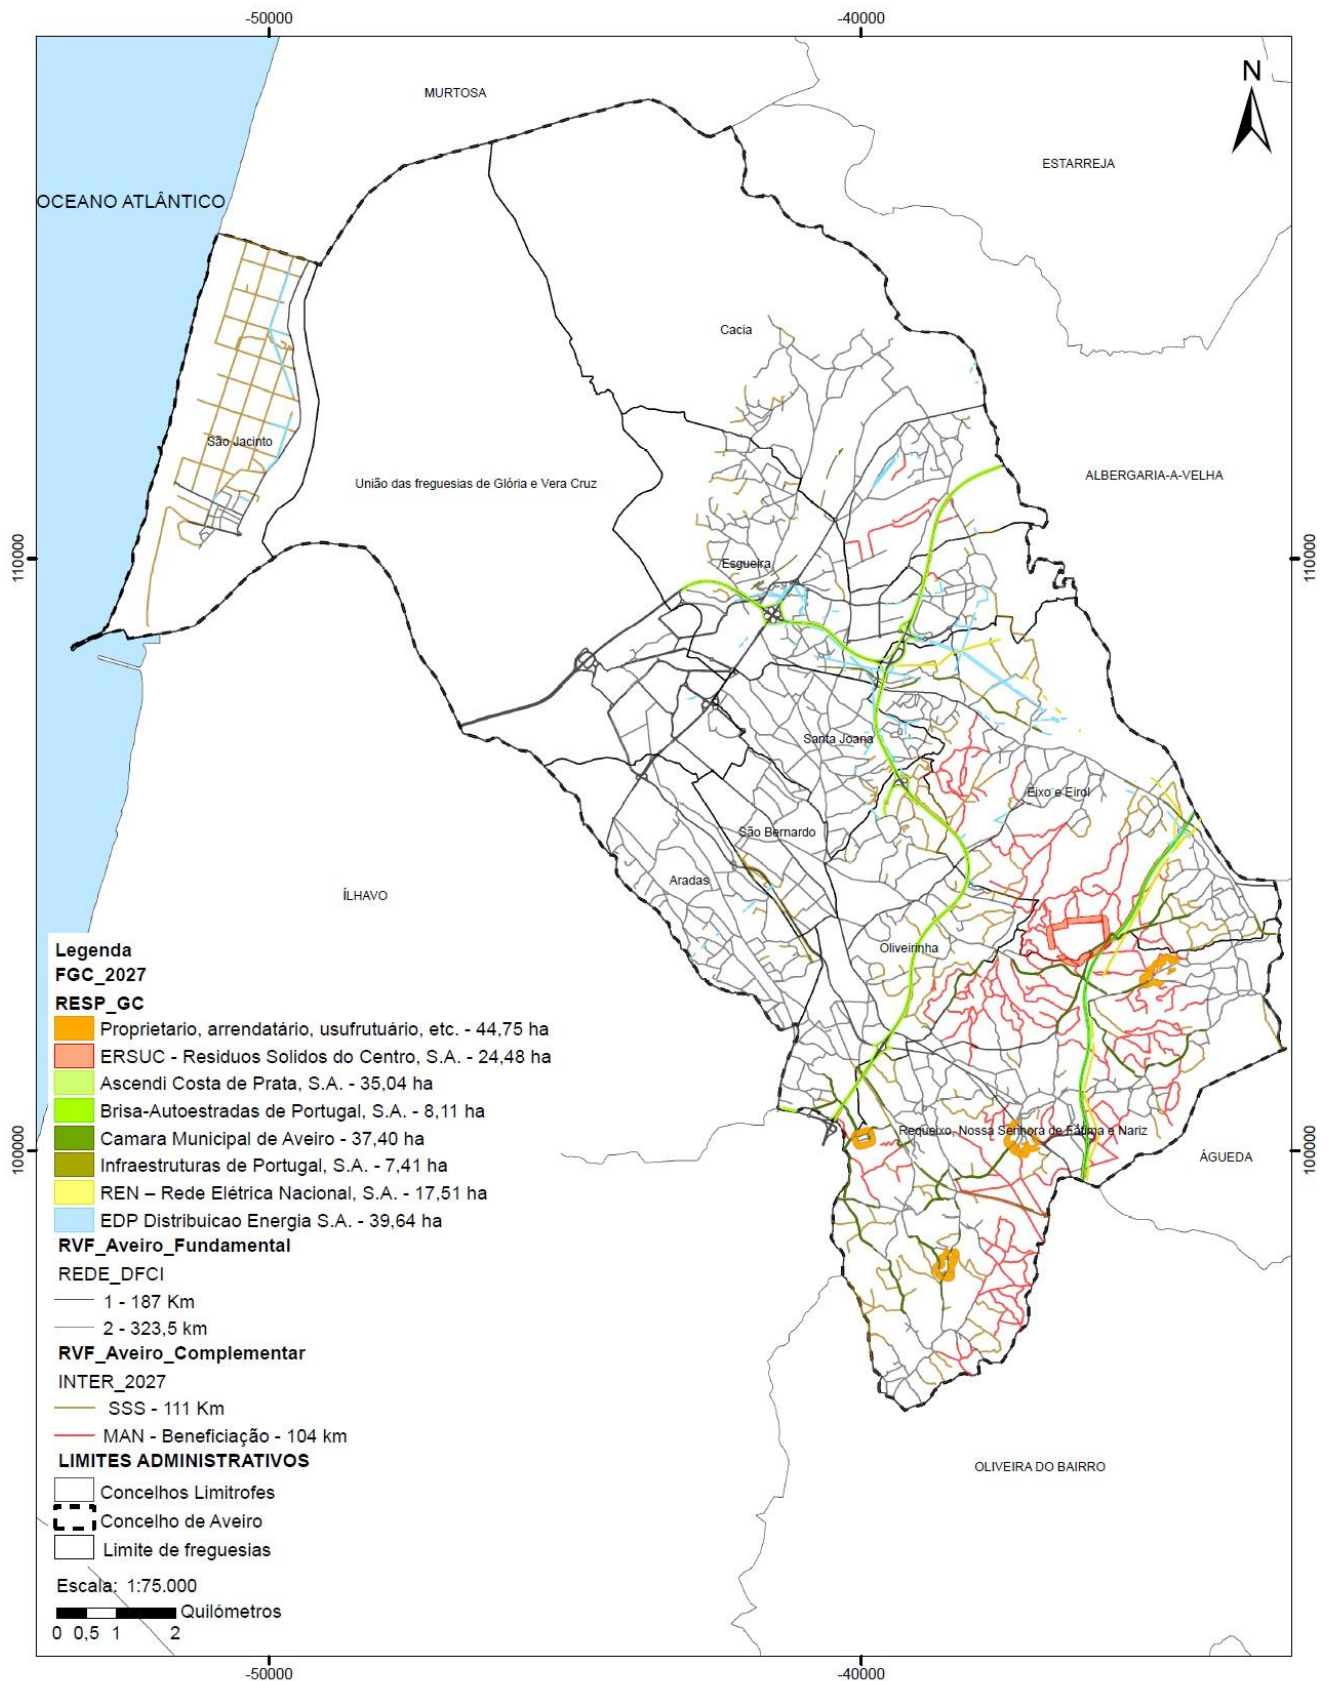 -50000
-40000
MURTOSA
N
ESTARREJA
OCEANO ATLÂNTICO
Cacia
São Jacinto
União das freguesias de Glória e Vera Cruz
ALBERGARIA-A-VELHA
110000
110000
Esgueira
Santa Joana
Eixo e Eirol
São Bernardo
Aradas
ÍLHAVO
Oliveirinha
Requeixo, Nossa Senhora de Fátima e Nariz
100000
100000
ÁGUEDA
OLIVEIRA DO BAIRRO
Legenda
FGC_2027
RESP_GC
Proprietario, arrendatário, usufrutuário, etc. - 44,75 ha
ERSUC - Residuos Solidos do Centro, S.A. - 24,48 ha
Ascendi Costa de Prata, S.A. - 35,04 ha
Brisa-Autoestradas de Portugal, S.A. - 8,11 ha
Camara Municipal de Aveiro - 37,40 ha
Infraestruturas de Portugal, S.A. - 7,41 ha
REN – Rede Elétrica Nacional, S.A. - 17,51 ha
EDP Distribuicao Energia S.A. - 39,64 ha
RVF_Aveiro_Fundamental
REDE_DFCI
1 - 187 Km
2 - 323,5 km
RVF_Aveiro_Complementar
INTER_2027
SSS - 111 Km
MAN - Beneficiação - 104 km
LIMITES ADMINISTRATIVOS
Concelhos Limitrofes
Concelho de Aveiro
Limite de freguesias
Escala: 1:75.000
Quilómetros
0 0,5 1 2
-50000
-40000